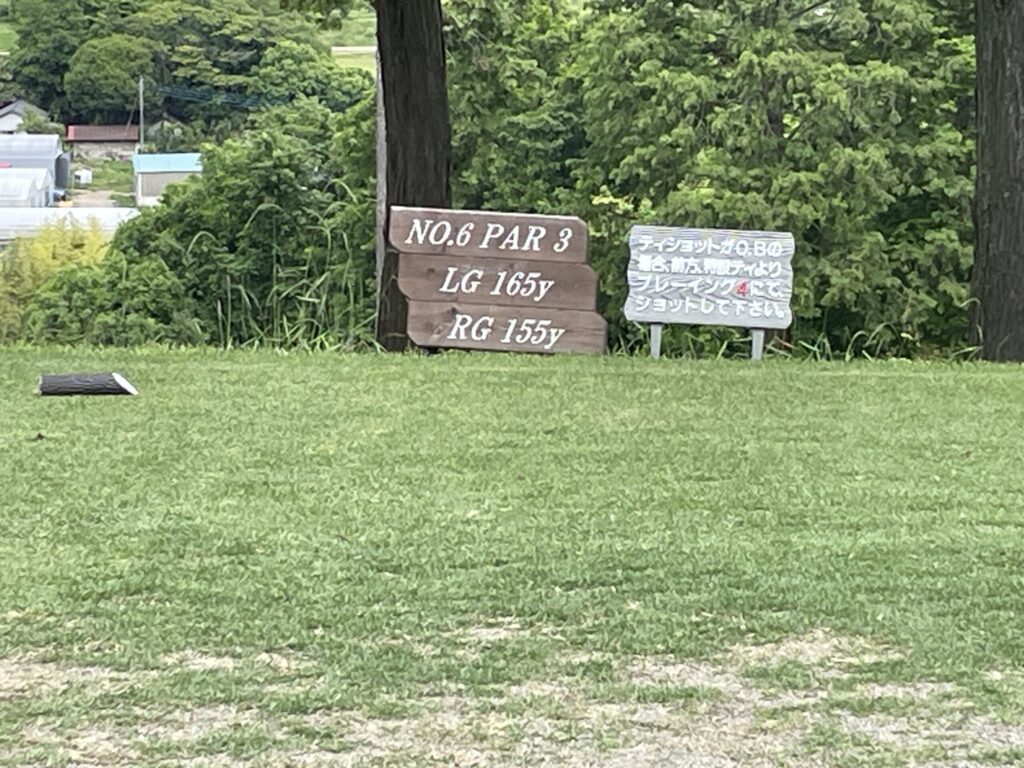 NO.6 PAR 3
LG 165y
RG 155y
ティショットがO.Bの
場合、前方、特設ティより
プレーイング4にて、
ショットして下さい。